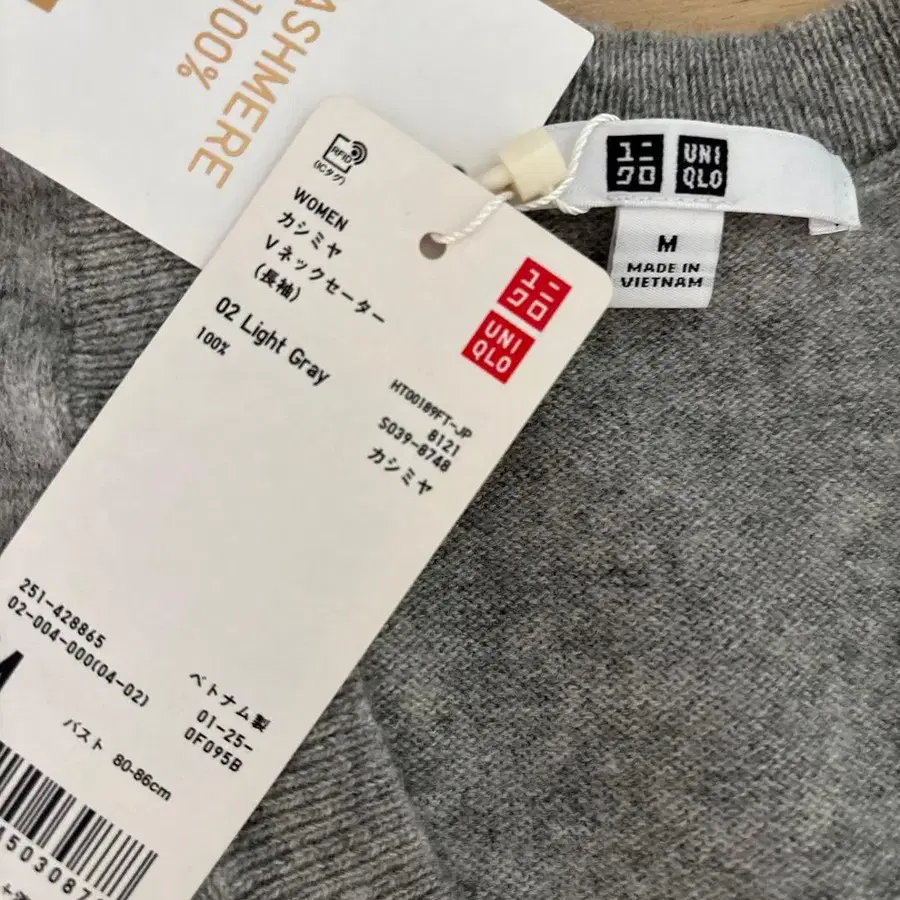 CASHMERE
100%
RFID
(ICタグ)
WOMEN
カシミヤ
Vネックセーター
(長袖)
02 Light Gray
100%
ユニ
クロ
UNI
QLO
HT00189FT-JP
8121
S039-8748
カシミヤ
251-428865
02-004-000(04-02)
ベトナム製
01-25-
0F095B
バスト
80-86cm
ユニ
クロ
UNI
QLO
M
MADE IN
VIETNAM